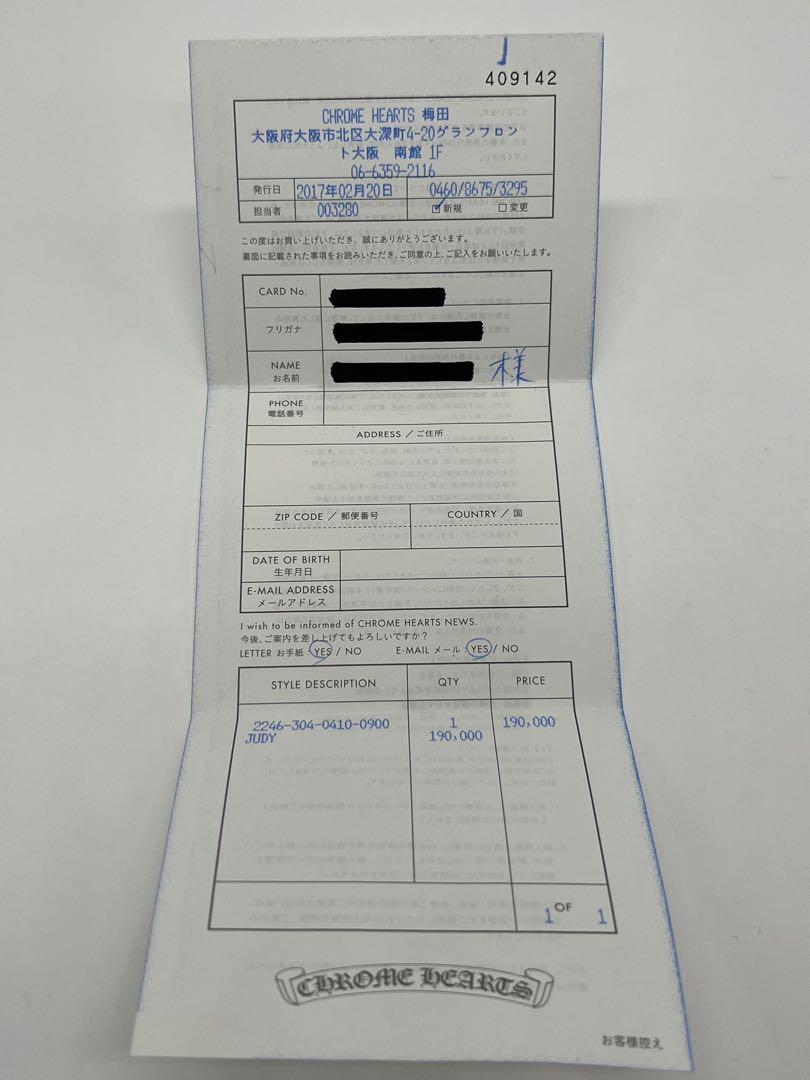 409142
CHROME HEARTS 梅田
大阪府大阪市北区大深町4-20グランフロン
ト大阪 南館 1F
06-6359-2116
発行日 2017年02月20日 0460/8675/3295
担当者 003280 ☑新規 □変更
この度はお買い上げいただき、誠にありがとうございます。
裏面に記載された事項をお読みいただき、ご同意の上、ご記入をお願いいたします。
CARD No.
フリガナ
NAME
お名前
様
PHONE
電話番号
ADDRESS / ご住所
ZIP CODE / 郵便番号 COUNTRY / 国
DATE OF BIRTH
生年月日
E-MAIL ADDRESS
メールアドレス
I wish to be informed of CHROME HEARTS NEWS.
今後、ご案内を差し上げてもよろしいですか？
LETTER お手紙：YES / NO E-MAIL メール：YES / NO
STYLE DESCRIPTION QTY PRICE
2246-304-0410-0900 1 190,000
JUDY 190,000
1 OF 1
CHROME HEARTS
お客様控え